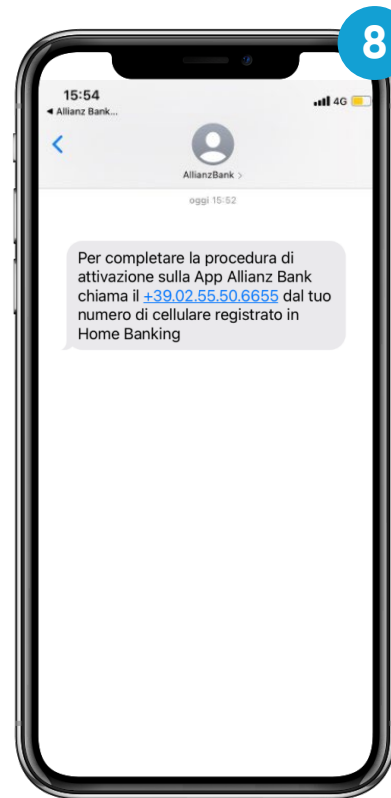 8
15:54
4G
◀ Allianz Bank...
AllianzBank >
oggi 15:52
Per completare la procedura di
attivazione sulla App Allianz Bank
chiama il +39.02.55.50.6655 dal tuo
numero di cellulare registrato in
Home Banking